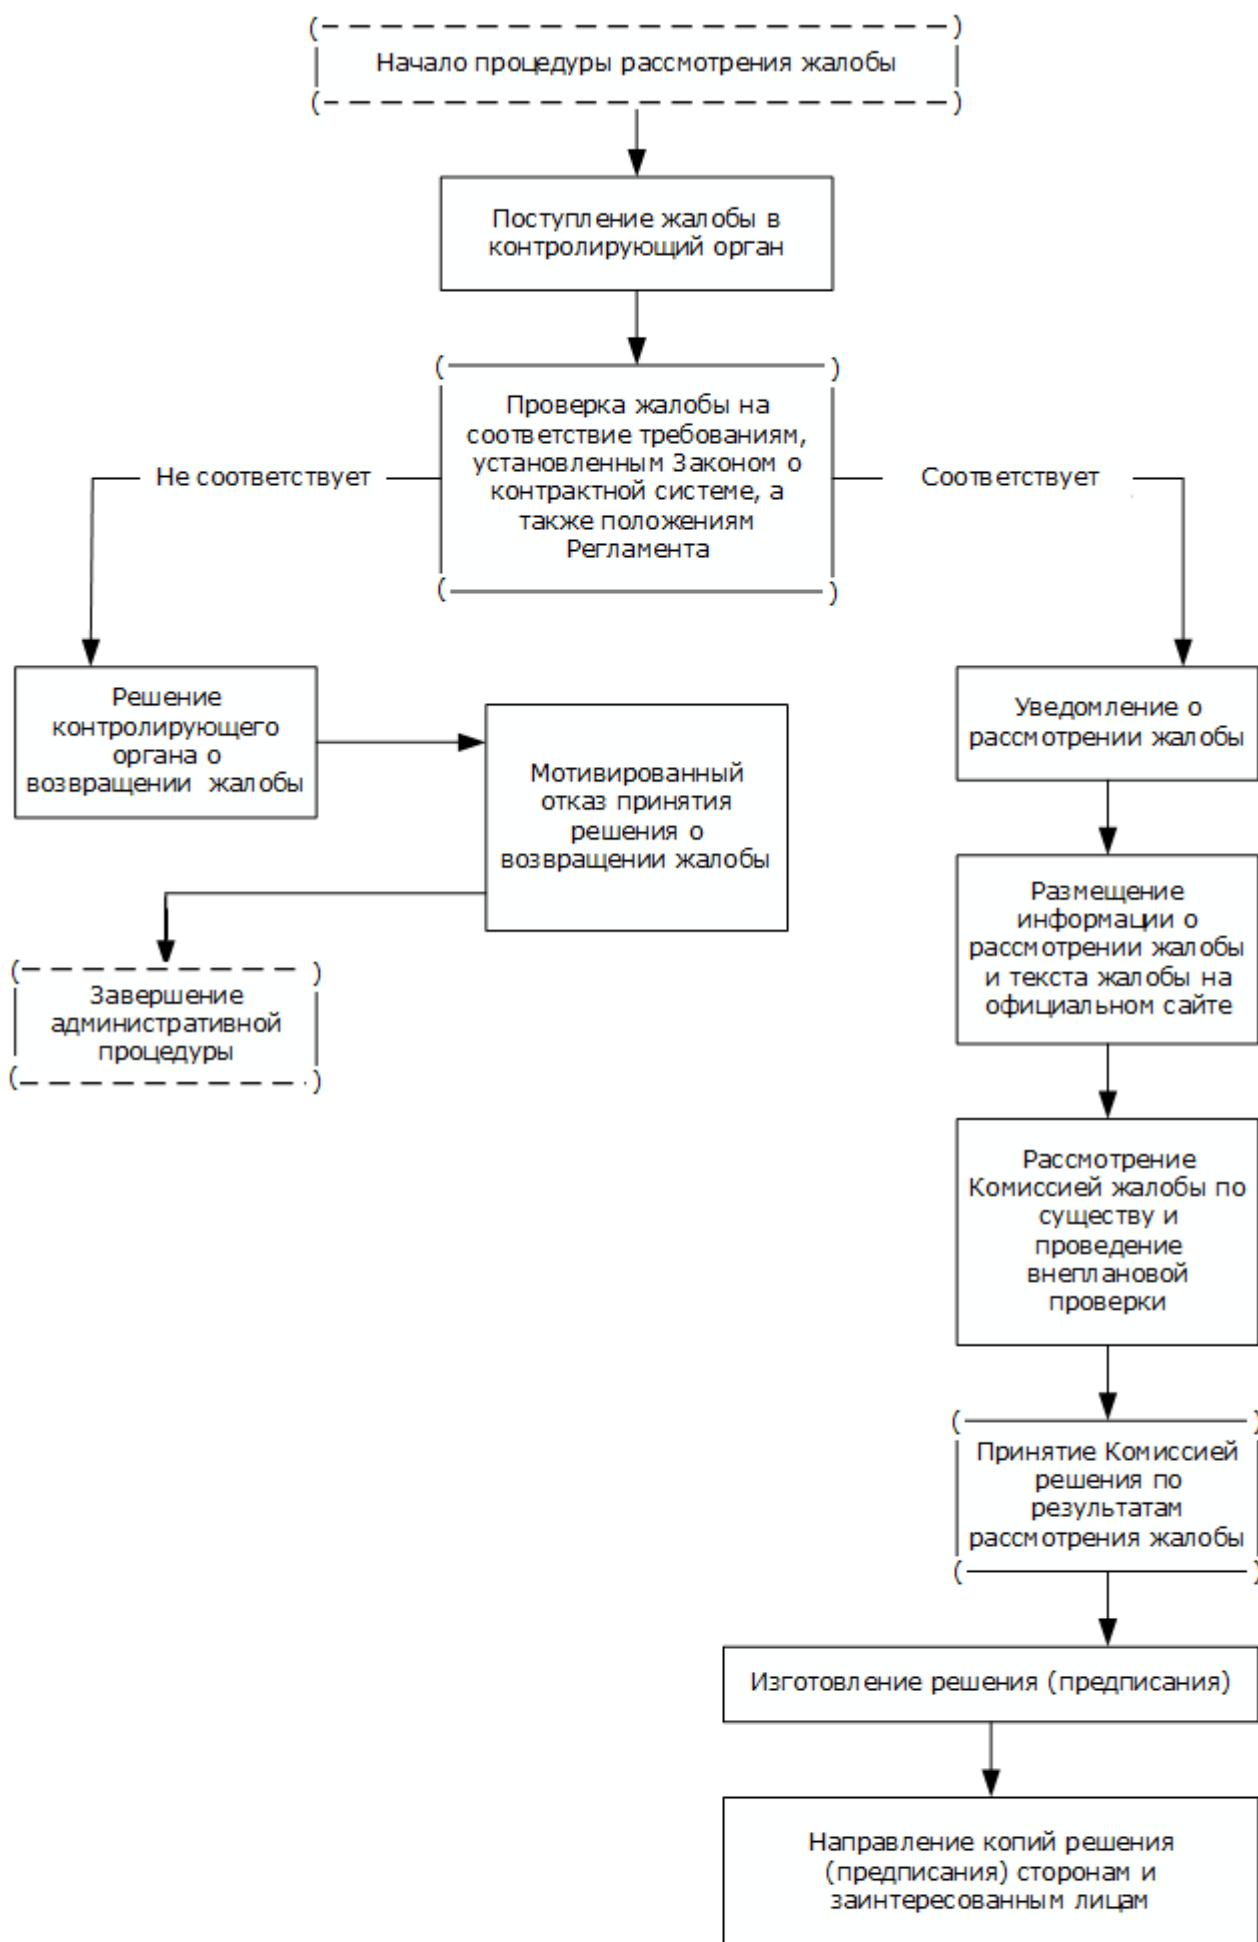 Начало процедуры рассмотрения жалобы
Поступление жалобы в
контролирующий орган
Проверка жалобы на
соответствие требованиям,
установленным Законом о
контрактной системе, а
также положениям
Регламента
Не соответствует
Соответствует
Решение
контролирующего
органа о
возвращении жалобы
Мотивированный
отказ принятия
решения о
возвращении жалобы
Завершение
административной
процедуры
Уведомление о
рассмотрении жалобы
Размещение
информации о
рассмотрении жалобы
и текста жалобы на
официальном сайте
Рассмотрение
Комиссией жалобы по
существу и
проведение
внеплановой
проверки
Принятие Комиссией
решения по
результатам
рассмотрения жалобы
Изготовление решения (предписания)
Направление копий решения
(предписания) сторонам и
заинтересованным лицам